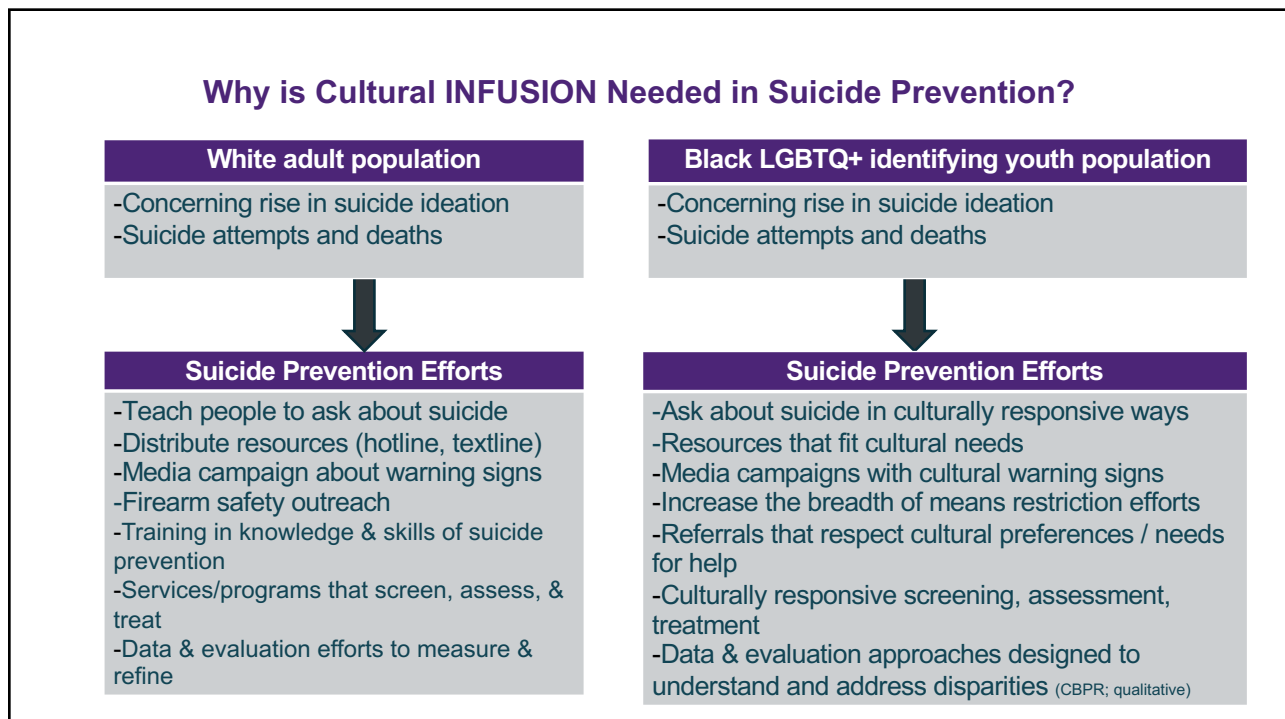 Why is Cultural INFUSION Needed in Suicide Prevention?
White adult population
-Concerning rise in suicide ideation
-Suicide attempts and deaths
Suicide Prevention Efforts
-Teach people to ask about suicide
-Distribute resources (hotline, textline)
-Media campaign about warning signs
-Firearm safety outreach
-Training in knowledge & skills of suicide
prevention
-Services/programs that screen, assess, &
treat
-Data & evaluation efforts to measure &
refine
Black LGBTQ+ identifying youth population
-Concerning rise in suicide ideation
-Suicide attempts and deaths
Suicide Prevention Efforts
-Ask about suicide in culturally responsive ways
-Resources that fit cultural needs
-Media campaigns with cultural warning signs
-Increase the breadth of means restriction efforts
-Referrals that respect cultural preferences / needs
for help
-Culturally responsive screening, assessment,
treatment
-Data & evaluation approaches designed to
understand and address disparities (CBPR; qualitative)